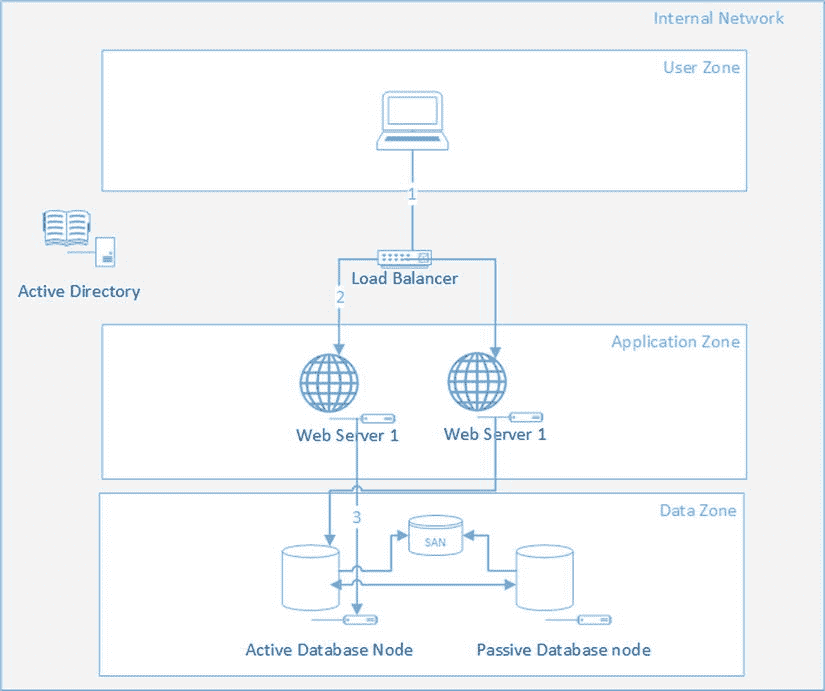 Internal Network
User Zone
1
Active Directory
Load Balancer
2
Application Zone
Web Server 1
Web Server 1
Data Zone
3
SAN
Active Database Node
Passive Database node